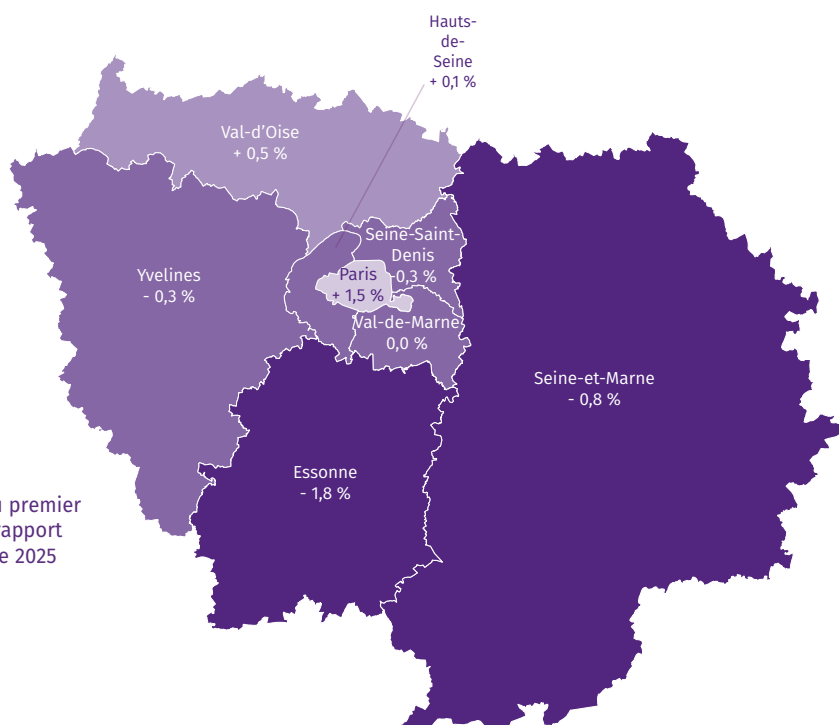 Hauts-
de-
Seine
+ 0,1 %
Val-d'Oise
+ 0,5 %
Seine-Saint-
Denis
-0,3 %
Yvelines
- 0,3 %
Paris
+ 1,5 %
Val-de-Marne
0,0 %
Seine-et-Marne
- 0,8 %
Essonne
- 1,8 %
premier
rapport
e 2025